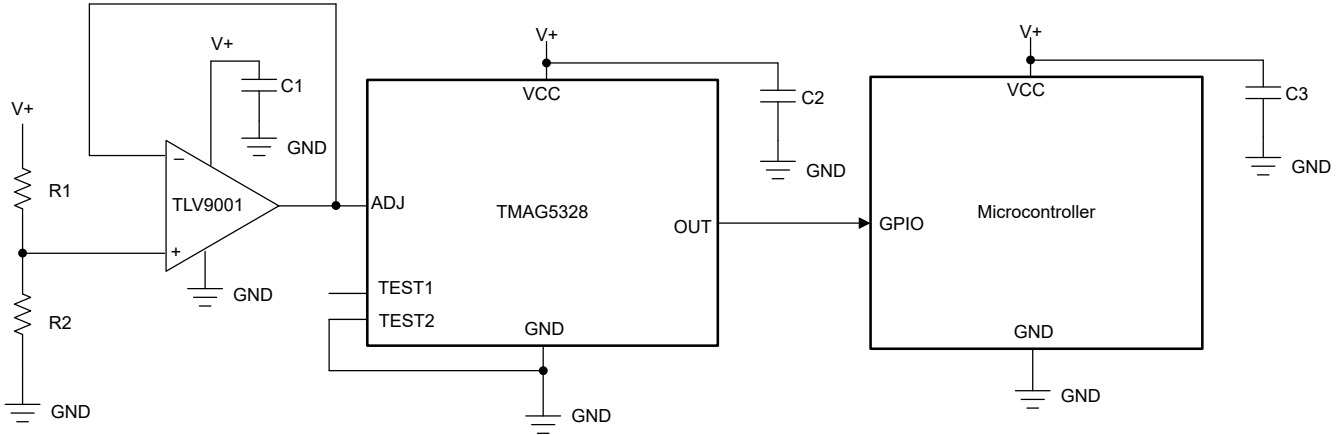 V+
R1
R2
GND
V+
C1
GND
−
TLV9001
+
GND
V+
VCC
C2
GND
ADJ
TMAG5328
OUT
TEST1
TEST2
GND
GND
V+
VCC
C3
GND
GPIO
Microcontroller
GND
GND